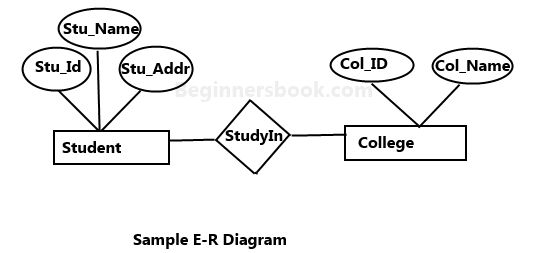 Stu_Name
Stu_Id
Stu_Addr
Col_ID
Col_Name
Beginnersbook.com
Student
StudyIn
College
Sample E-R Diagram